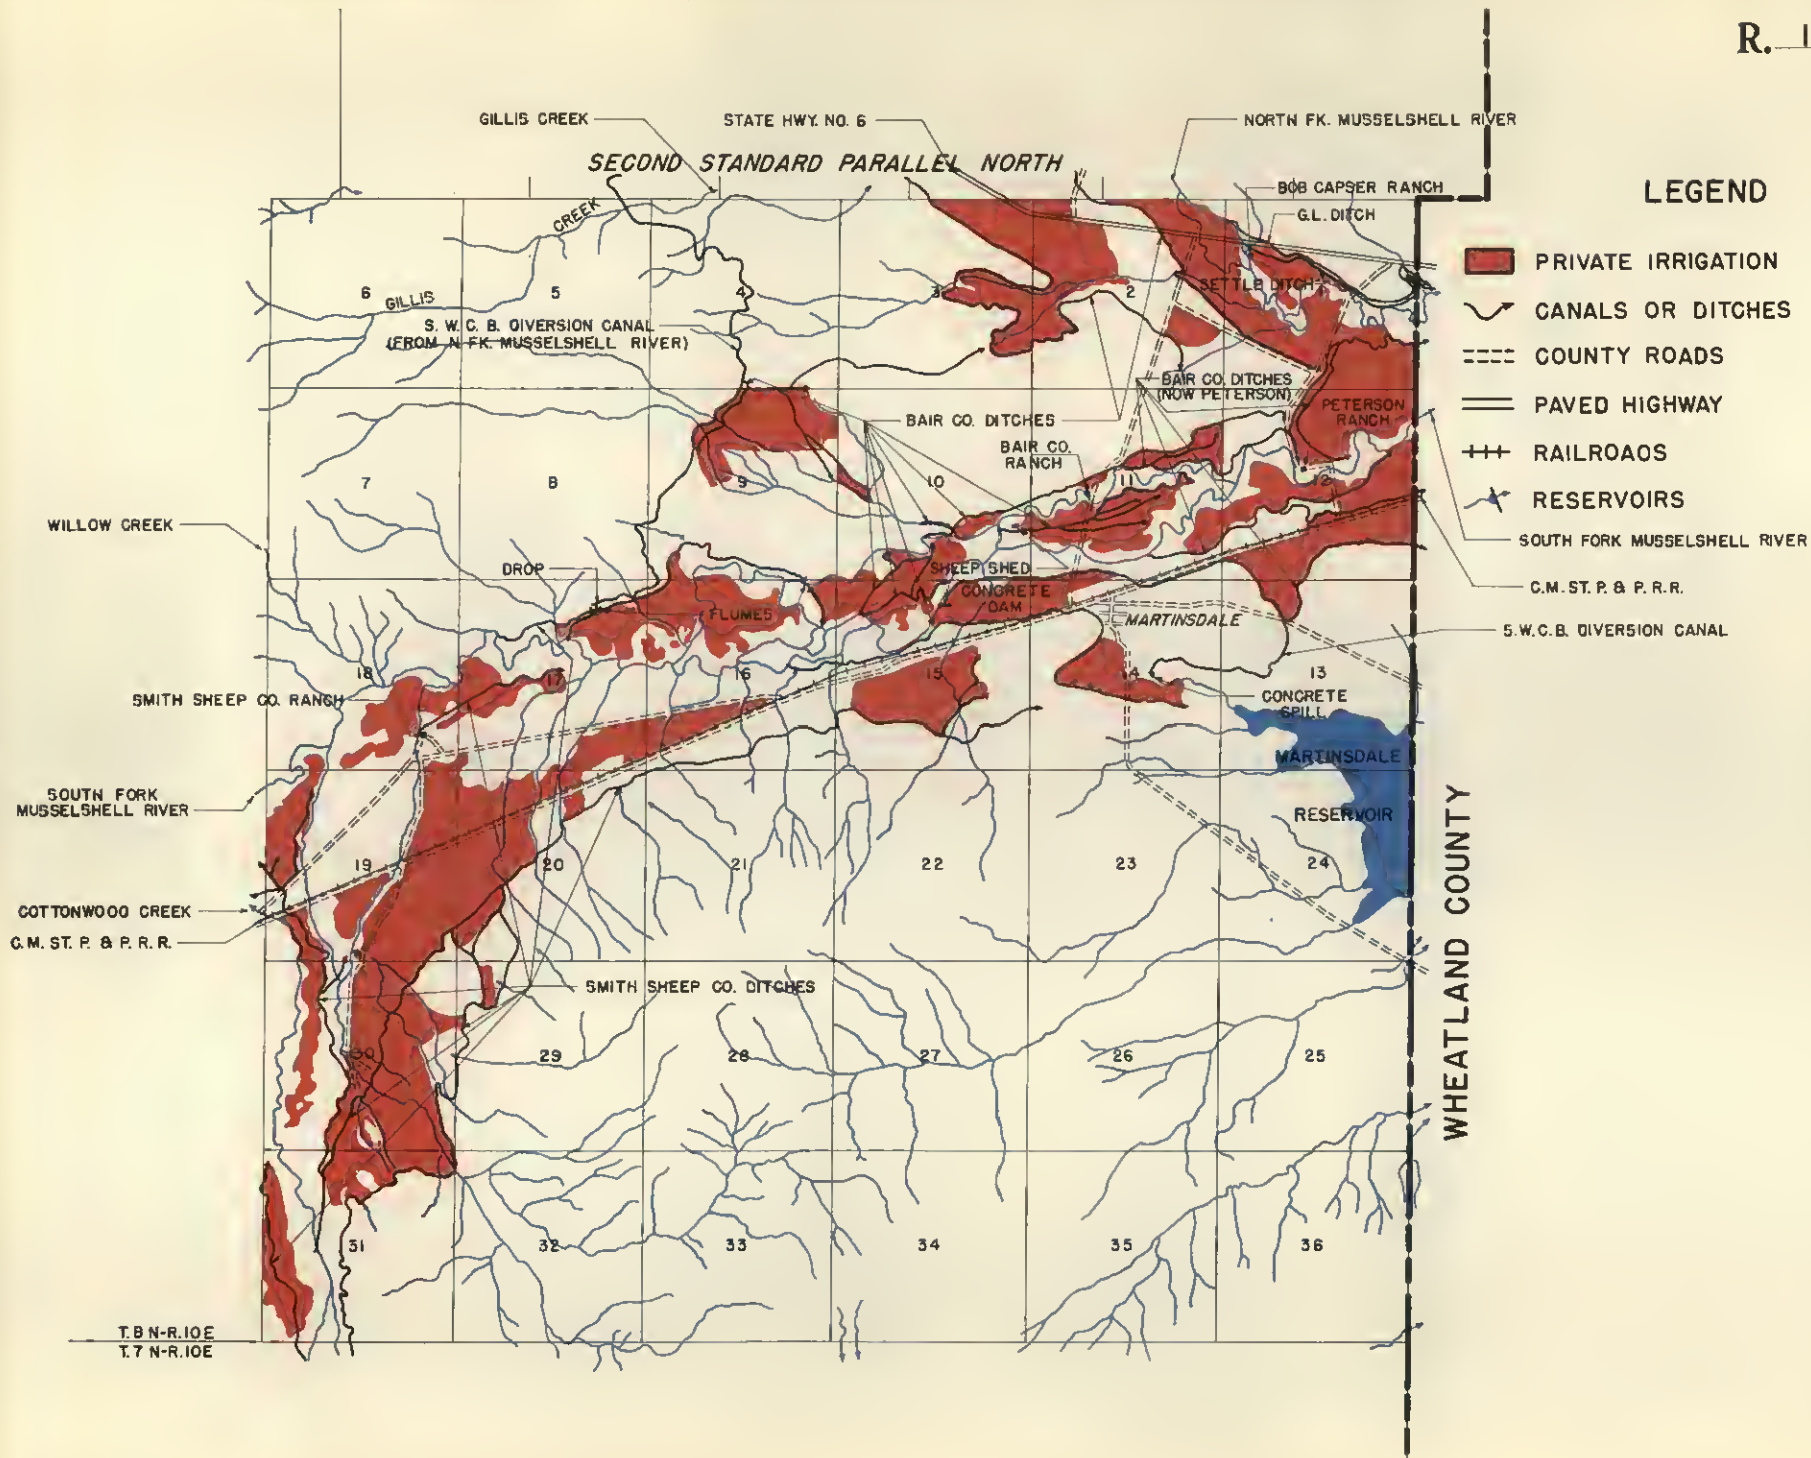 R. 1
GILLIS CREEK
STATE HWY. NO. 6
NORTH FK. MUSSELSHELL RIVER
SECOND STANDARD PARALLEL NORTH
BOB CAPSER RANCH
G.L. DITCH
LEGEND
PRIVATE IRRIGATION
CANALS OR DITCHES
COUNTY ROADS
PAVED HIGHWAY
RAILROAOS
RESERVOIRS
SOUTH FORK MUSSELSHELL RIVER
C.M. ST. P. & P. R.R.
S.W.C.B. DIVERSION CANAL
CREEK
6
GILLIS
5
4
3
2
SETTLE DITCH
1
S. W. C. B. DIVERSION CANAL
(FROM N FK. MUSSELSHELL RIVER)
BAIR CO. DITCHES
(NOW PETERSON)
PETERSON
RANCH
BAIR CO. DITCHES
BAIR CO.
RANCH
7
8
9
10
11
12
WILLOW CREEK
DROP
SHEEP SHED
FLUMES
CONCRETE
DAM
MARTINSDALE
18
17
16
15
14
13
SMITH SHEEP CO. RANCH
CONCRETE
SPILL
MARTINSDALE
RESERVOIR
SOUTH FORK
MUSSELSHELL RIVER
19
20
21
22
23
24
COTTONWOOD CREEK
C.M. ST. P. & P. R. R.
SMITH SHEEP CO. DITCHES
WHEATLAND COUNTY
30
29
28
27
26
25
31
32
33
34
35
36
T. 8 N-R. 10 E
T. 7 N-R. 10E